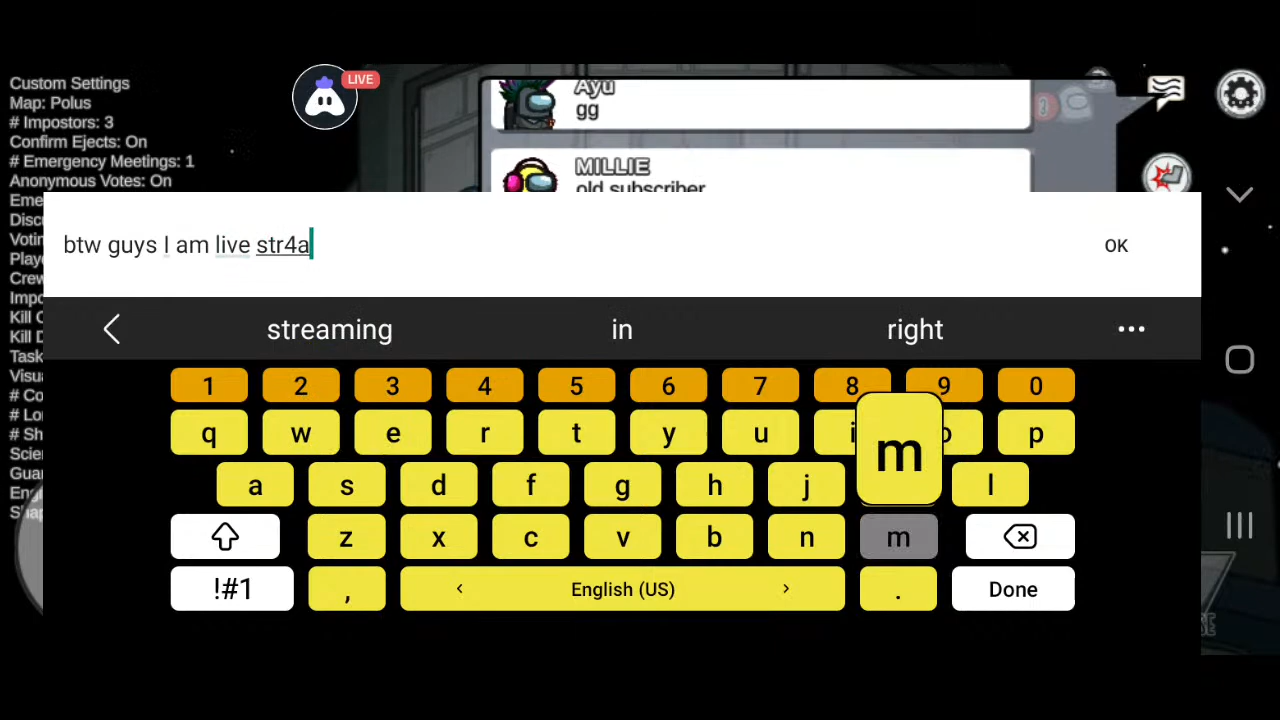 Custom Settings
Map: Polus
# Impostors: 3
Confirm Ejects: On
# Emergency Meetings: 1
Anonymous Votes: On
LIVE
Ayu
gg
MILLIE
old subscriber
btw guys I am live str4a
OK
streaming in right
1 2 3 4 5 6 7 8 9 0
q w e r t y u i o p
m
a s d f g h j l
z x c v b n m
!#1 , English (US) . Done